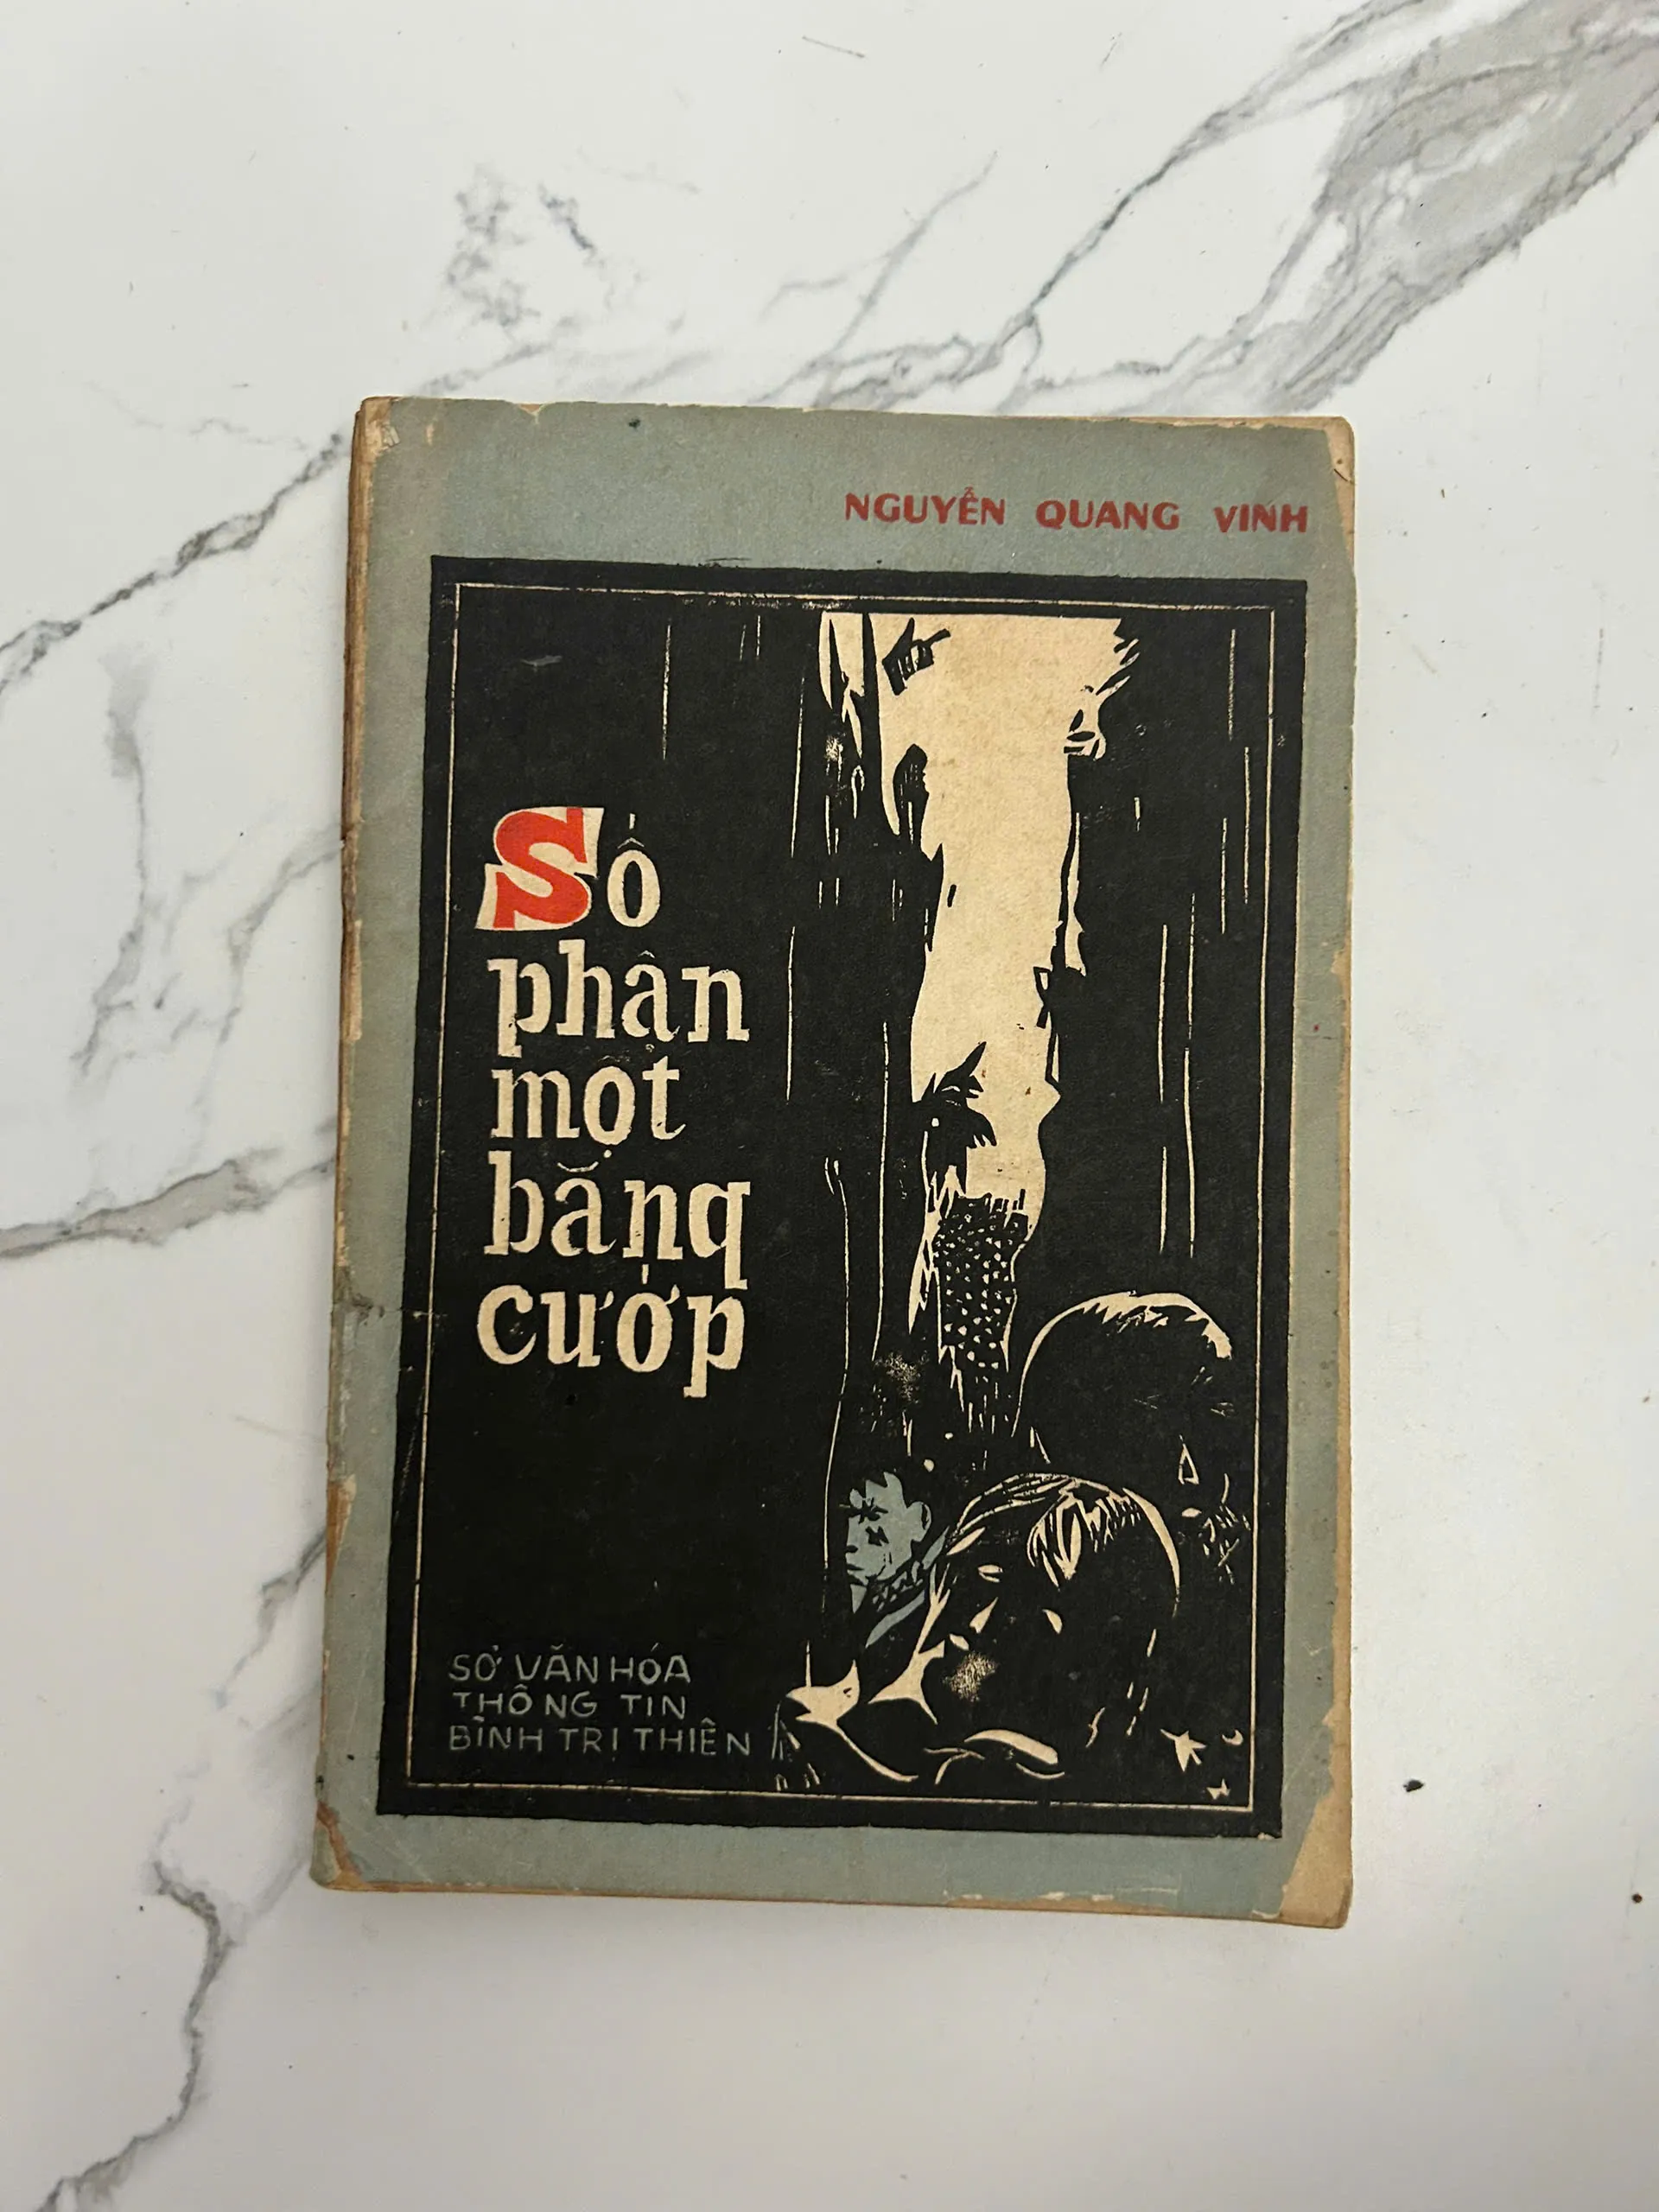 NGUYỄN QUANG VINH
Số
phận
một
băng
cướp
SỞ VĂN HÓA
THÔNG TIN
BÌNH TRỊ THIÊN